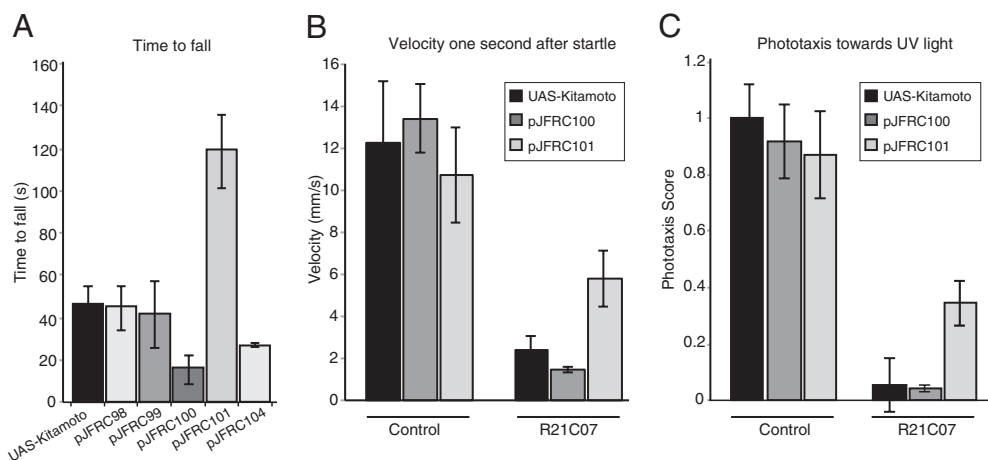 A
Time to fall
Time to fall (s)
160
140
120
100
80
60
40
20
0
UAS-Kitamoto
pJFRC98
pJFRC99
pJFRC100
pJFRC101
pJFRC104
B
Velocity one second after startle
Velocity (mm/s)
14
12
10
8
6
4
2
0
UAS-Kitamoto
pJFRC100
pJFRC101
Control
R21C07
C
Phototaxis towards UV light
Phototaxis Score
1.2
1
0.8
0.6
0.4
0.2
0
UAS-Kitamoto
pJFRC100
pJFRC101
Control
R21C07